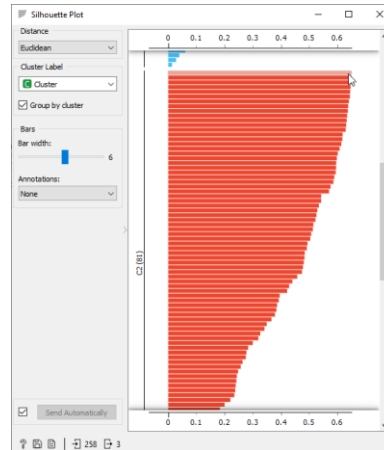 Silhouette Plot
Distance
Euclidean
Cluster Label
C Cluster
Group by cluster
Bars
Bar width:
6
Annotations:
None
Send Automatically
258 3
0 0.1 0.2 0.3 0.4 0.5 0.6
C2 (81)
0 0.1 0.2 0.3 0.4 0.5 0.6